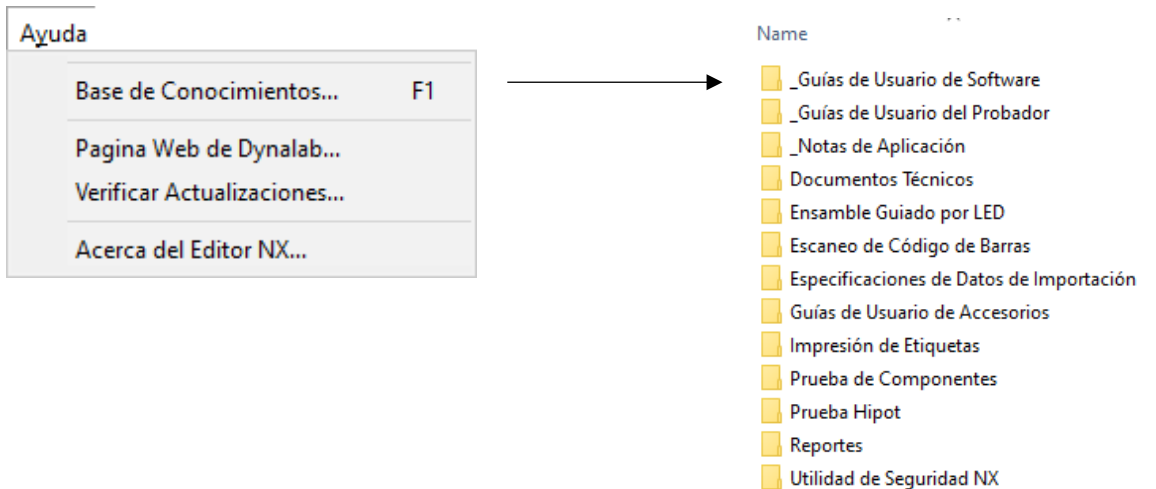 Ayuda
Base de Conocimientos... F1
Pagina Web de Dynalab...
Verificar Actualizaciones...
Acerca del Editor NX...
Name
_Guías de Usuario de Software
_Guías de Usuario del Probador
_Notas de Aplicación
Documentos Técnicos
Ensamble Guiado por LED
Escaneo de Código de Barras
Especificaciones de Datos de Importación
Guías de Usuario de Accesorios
Impresión de Etiquetas
Prueba de Componentes
Prueba Hipot
Reportes
Utilidad de Seguridad NX